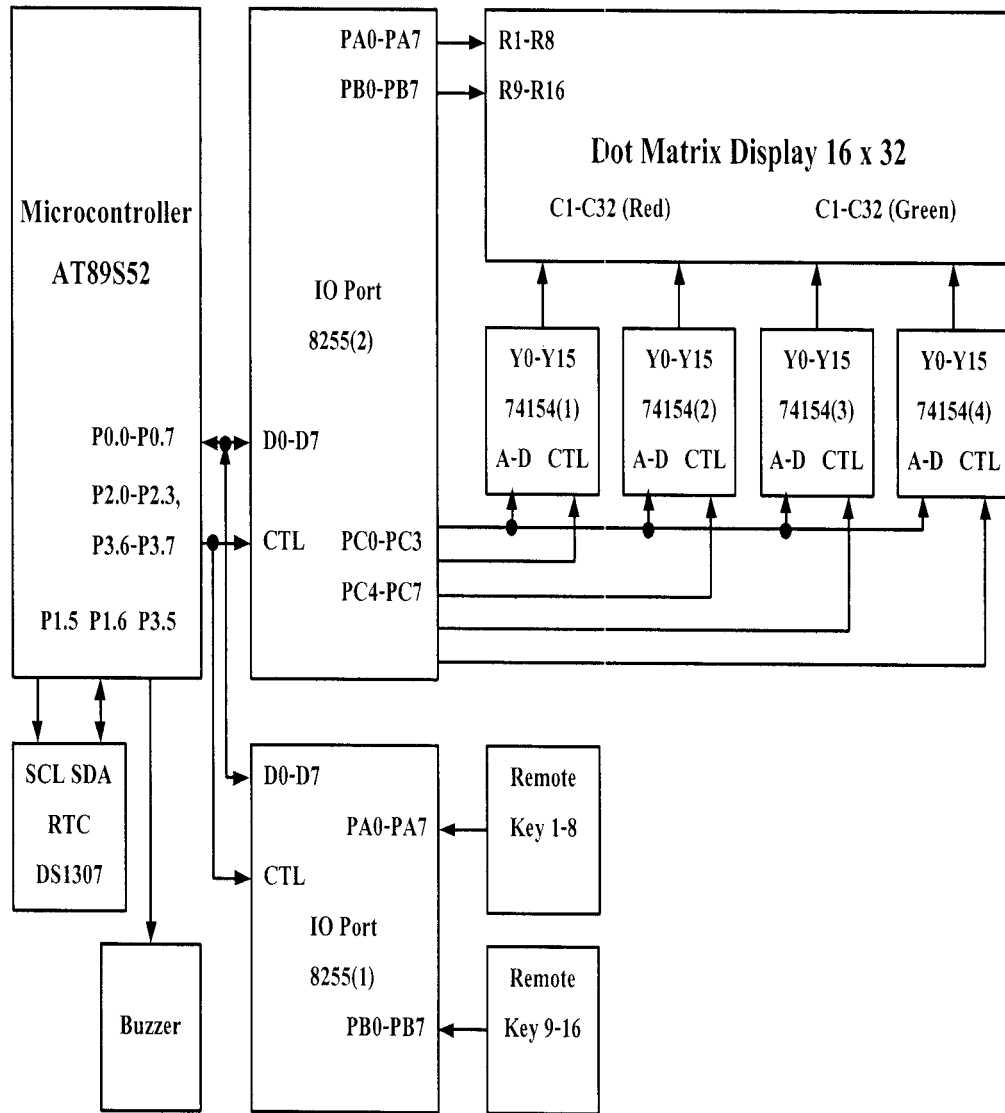 Microcontroller
AT89S52
P0.0-P0.7
P2.0-P2.3,
P3.6-P3.7
P1.5 P1.6 P3.5
PA0-PA7
PB0-PB7
IO Port
8255(2)
D0-D7
CTL
PC0-PC3
PC4-PC7
R1-R8
R9-R16
Dot Matrix Display 16 x 32
C1-C32 (Red)
C1-C32 (Green)
Y0-Y15
74154(1)
A-D CTL
Y0-Y15
74154(2)
A-D CTL
Y0-Y15
74154(3)
A-D CTL
Y0-Y15
74154(4)
A-D CTL
SCL SDA
RTC
DS1307
Buzzer
D0-D7
PA0-PA7
CTL
IO Port
8255(1)
PB0-PB7
Remote
Key 1-8
Remote
Key 9-16